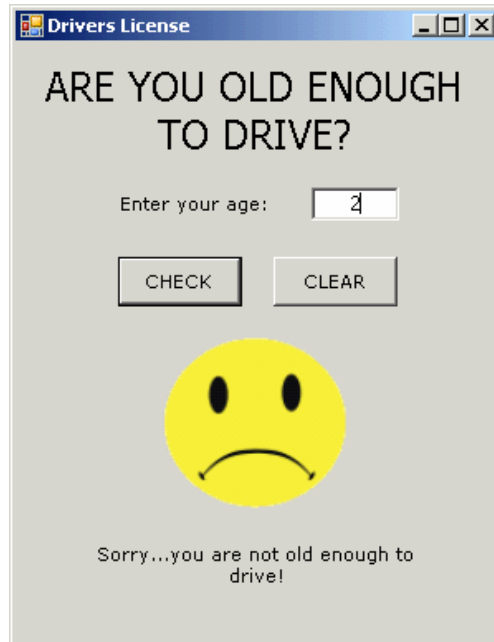 Drivers License
ARE YOU OLD ENOUGH
TO DRIVE?
Enter your age: 2
CHECK CLEAR
Sorry...you are not old enough to
drive!